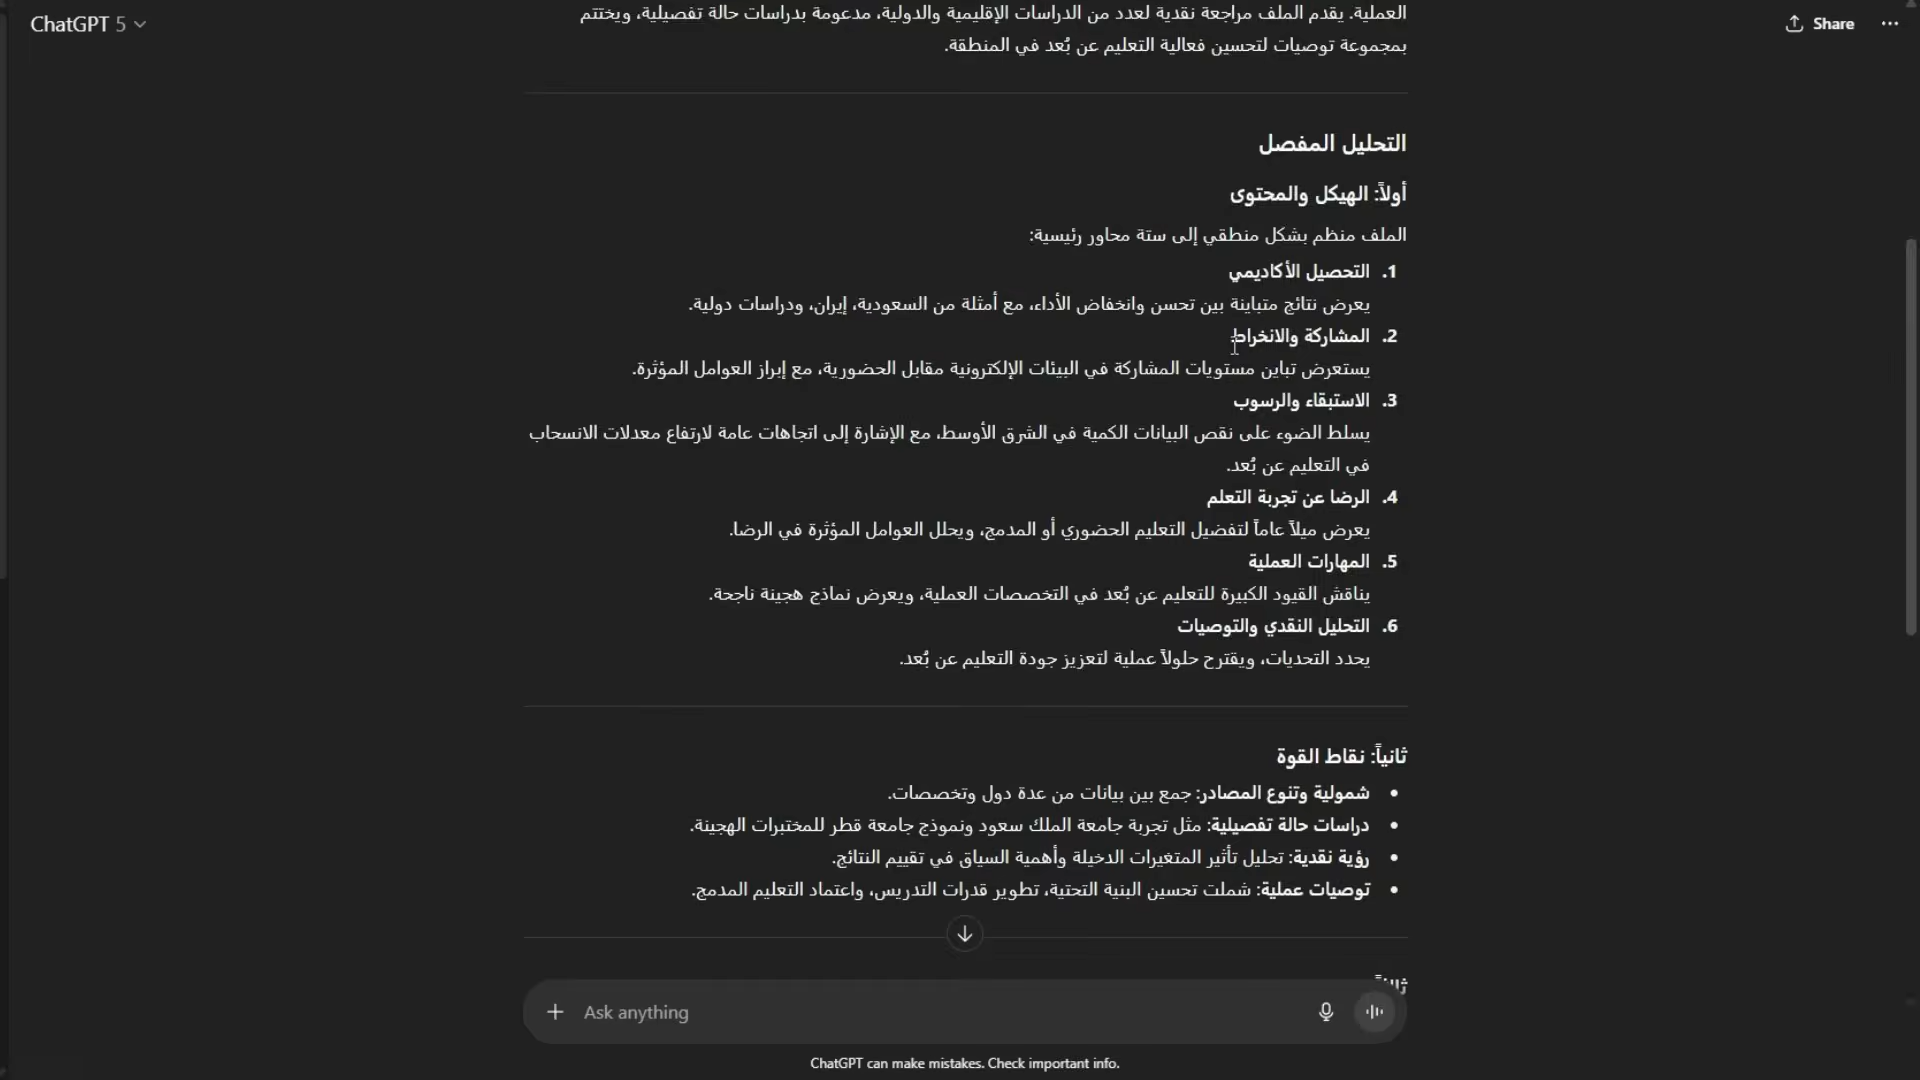 ChatGPT 5
Share
العملية. يقدم الملف مراجعة نقدية لعدد من الدراسات الإقليمية والدولية، مدعومة بدراسات حالة تفصيلية، ويختتم
بمجموعة توصيات لتحسين فعالية التعليم عن بُعد في المنطقة.
التحليل المفصل
أولاً: الهيكل والمحتوى
الملف منظم بشكل منطقي إلى ستة محاور رئيسية:
1. التحصيل الأكاديمي
يعرض نتائج متباينة بين تحسن وانخفاض الأداء، مع أمثلة من السعودية، إيران، ودراسات دولية.
2. المشاركة والانخراط
يستعرض تباين مستويات المشاركة في البيئات الإلكترونية مقابل الحضورية، مع إبراز العوامل المؤثرة.
3. الاستبقاء والرسوب
يسلط الضوء على نقص البيانات الكمية في الشرق الأوسط، مع الإشارة إلى اتجاهات عامة لارتفاع معدلات الانسحاب
في التعليم عن بُعد.
4. الرضا عن تجربة التعلم
يعرض ميلاً عاماً لتفضيل التعليم الحضوري أو المدمج، ويحلل العوامل المؤثرة في الرضا.
5. المهارات العملية
يناقش القيود الكبيرة للتعليم عن بُعد في التخصصات العملية، ويعرض نماذج هجينة ناجحة.
6. التحليل النقدي والتوصيات
يحدد التحديات، ويقترح حلولاً عملية لتعزيز جودة التعليم عن بُعد.
ثانياً: نقاط القوة
• شمولية وتنوع المصادر: جمع بين بيانات من عدة دول وتخصصات.
• دراسات حالة تفصيلية: مثل تجربة جامعة الملك سعود ونموذج جامعة قطر للمختبرات الهجينة.
• رؤية نقدية: تحليل تأثير المتغيرات الدخيلة وأهمية السياق في تقييم النتائج.
• توصيات عملية: شملت تحسين البنية التحتية، تطوير قدرات التدريس، واعتماد التعليم المدمج.
Ask anything
ChatGPT can make mistakes. Check important info.